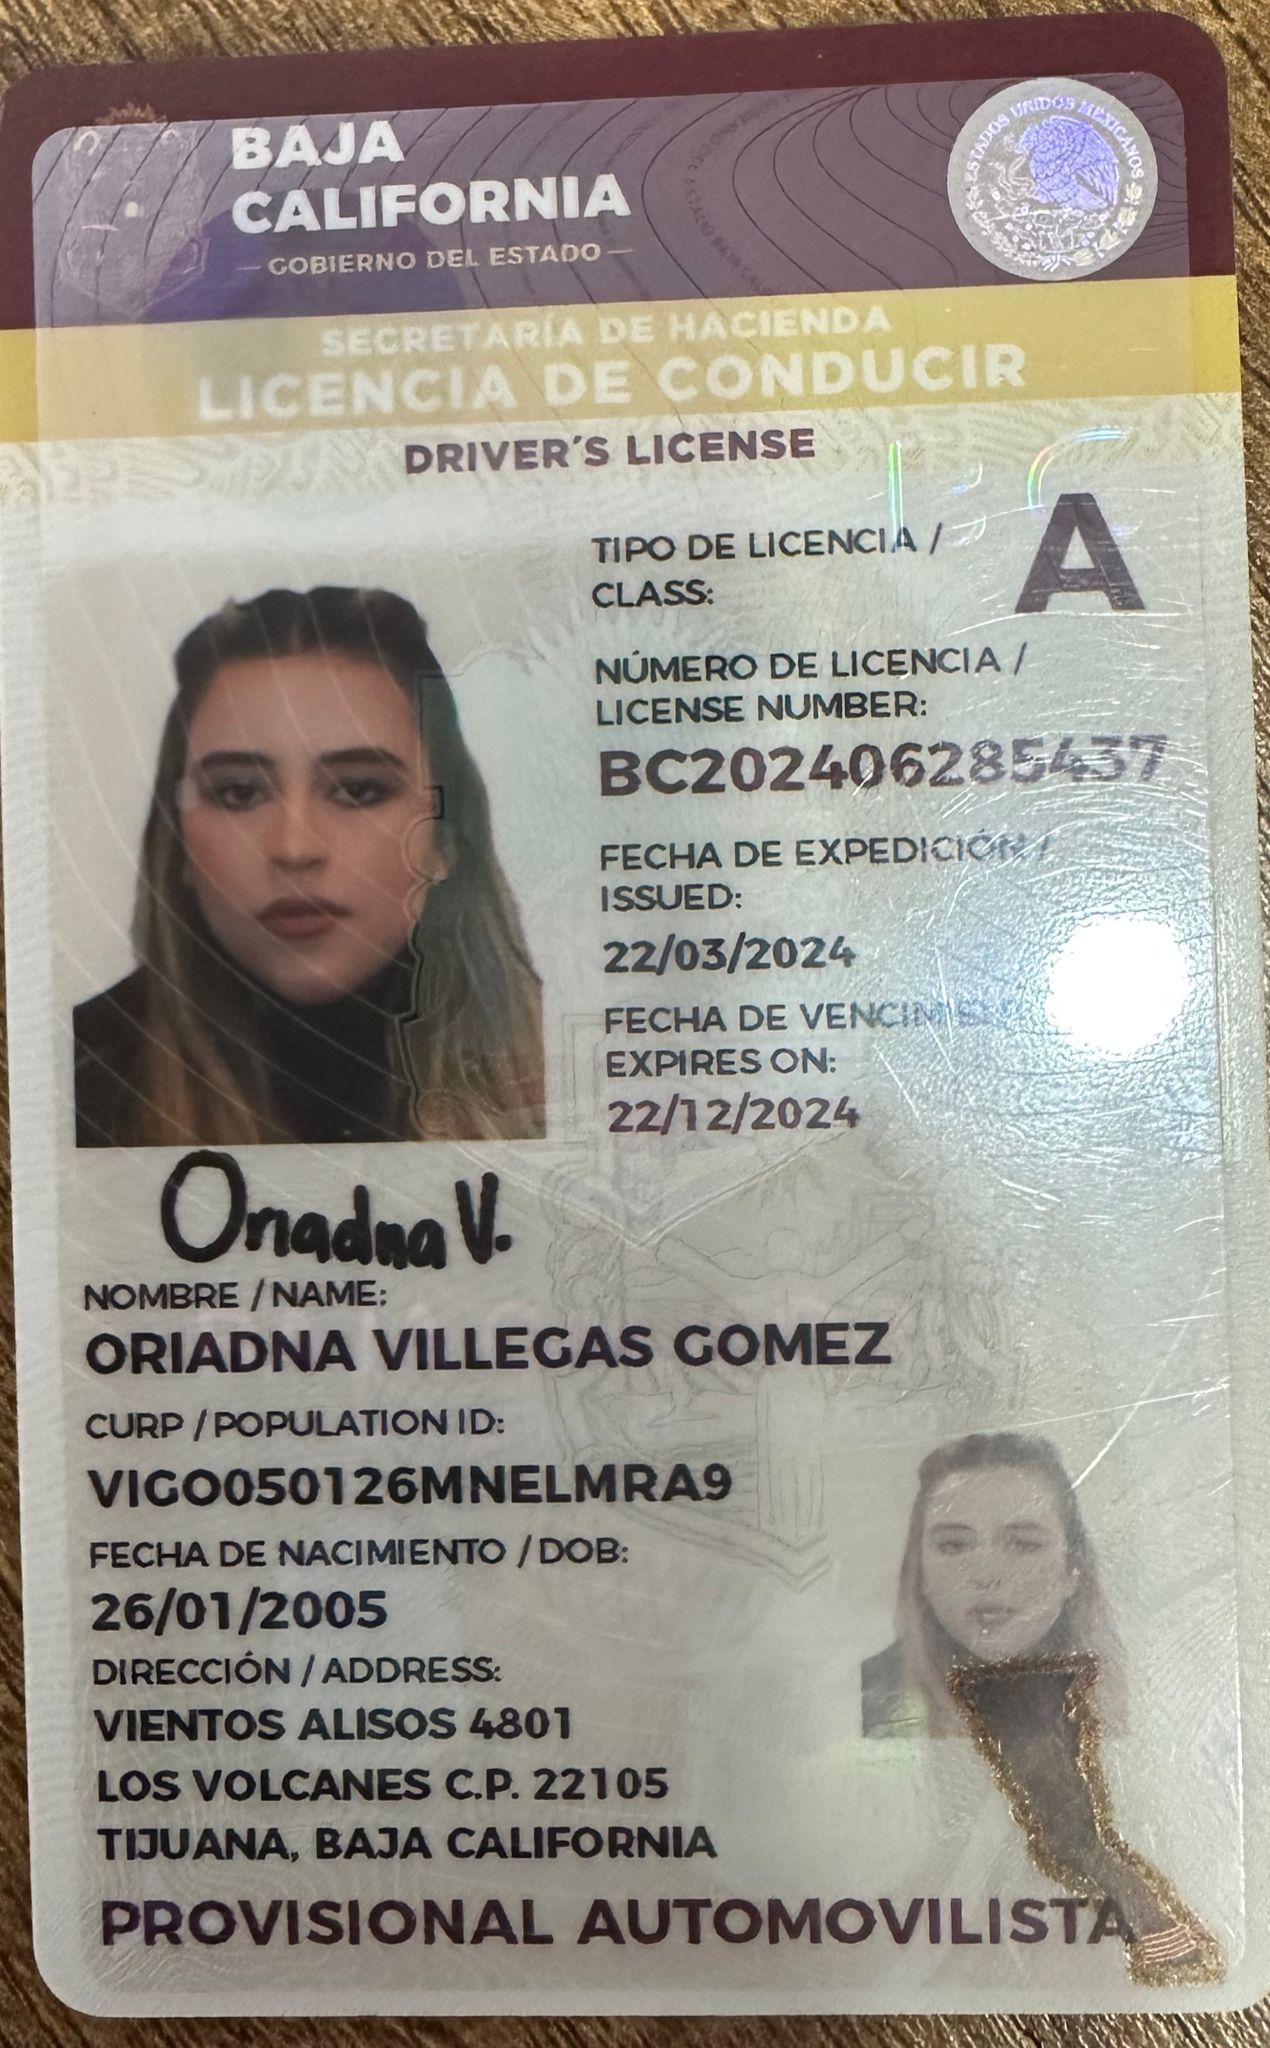 BAJA
CALIFORNIA
GOBIERNO DEL ESTADO
ESTADOS UNIDOS MEXICANOS
SECRETARÍA DE HACIENDA
LICENCIA DE CONDUCIR
DRIVER´S LICENSE
TIPO DE LICENCIA /
CLASS:
A
NÚMERO DE LICENCIA /
LICENSE NUMBER:
BC202406285437
FECHA DE EXPEDICIÓN /
ISSUED:
22/03/2024
FECHA DE
EXPIRES ON:
22/12/2024
Oriadna V.
NOMBRE / NAME:
ORIADNA VILLEGAS GOMEZ
CURP / POPULATION ID:
VIGO050126MNELMRA9
FECHA DE NACIMIENTO / DOB:
26/01/2005
DIRECCIÓN / ADDRESS:
VIENTOS ALISOS 4801
LOS VOLCANES C.P. 22105
TIJUANA, BAJA CALIFORNIA
PROVISIONAL AUTOMOVILISTA